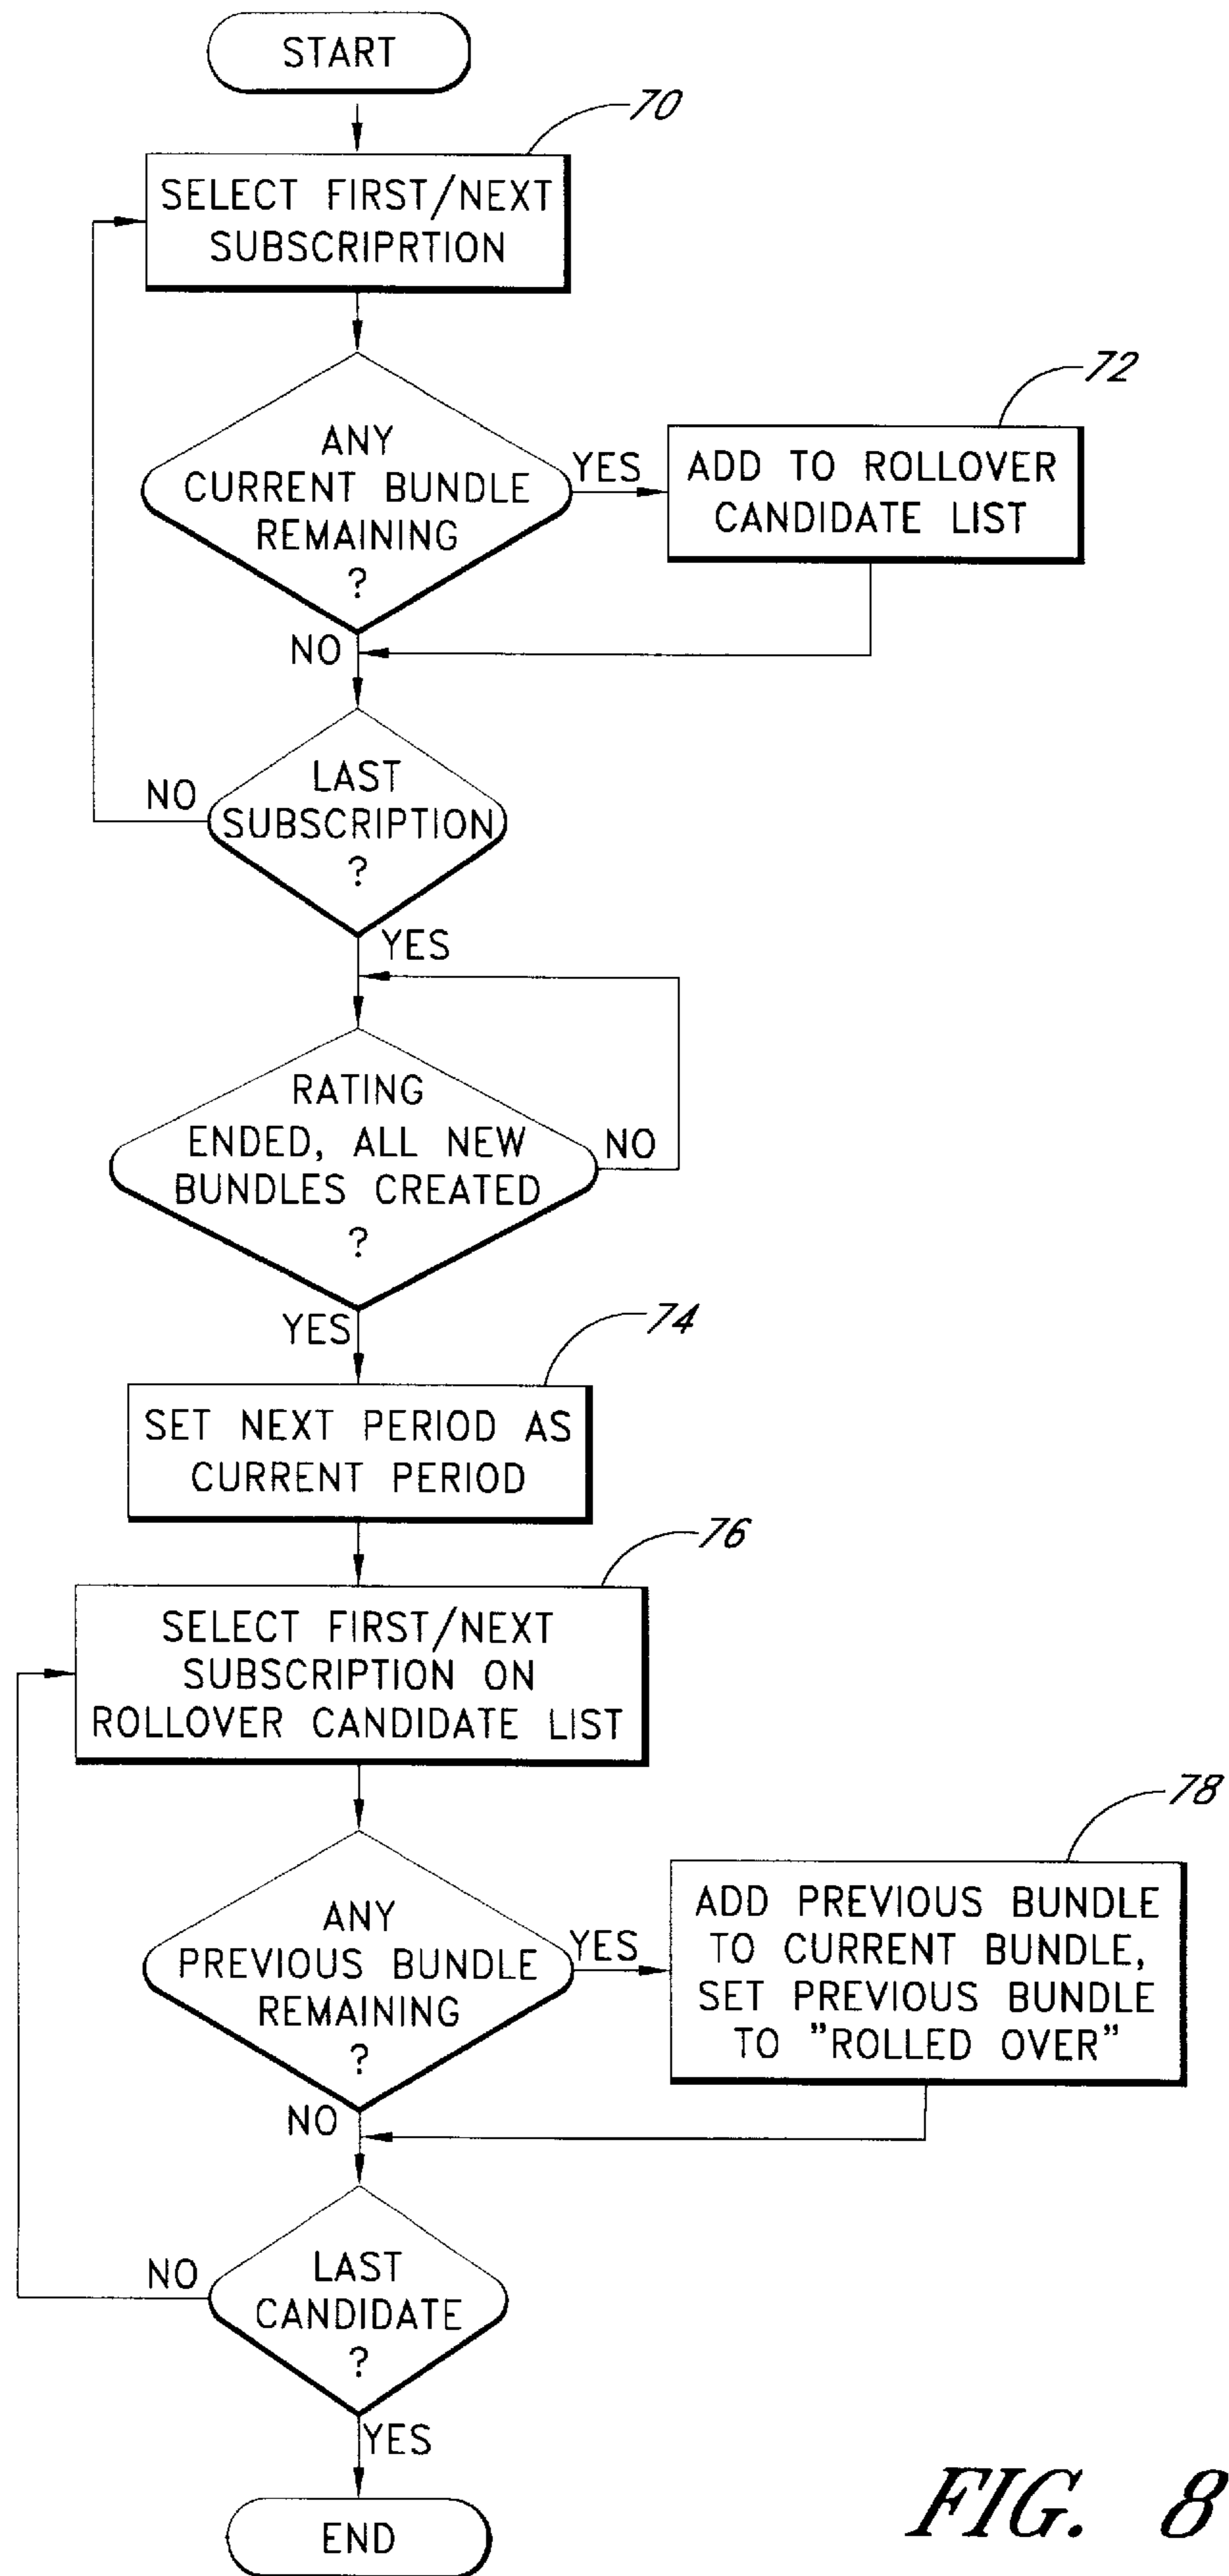 START
70
SELECT FIRST/NEXT
SUBSCRIPRTION
72
ANY
CURRENT BUNDLE
REMAINING
?
YES
ADD TO ROLLOVER
CANDIDATE LIST
NO
LAST
SUBSCRIPTION
?
NO
YES
RATING
ENDED, ALL NEW
BUNDLES CREATED
?
NO
YES
74
SET NEXT PERIOD AS
CURRENT PERIOD
76
SELECT FIRST/NEXT
SUBSCRIPTION ON
ROLLOVER CANDIDATE LIST
78
ANY
PREVIOUS BUNDLE
REMAINING
?
YES
ADD PREVIOUS BUNDLE
TO CURRENT BUNDLE,
SET PREVIOUS BUNDLE
TO "ROLLED OVER"
NO
LAST
CANDIDATE
?
NO
YES
END
FIG. 8